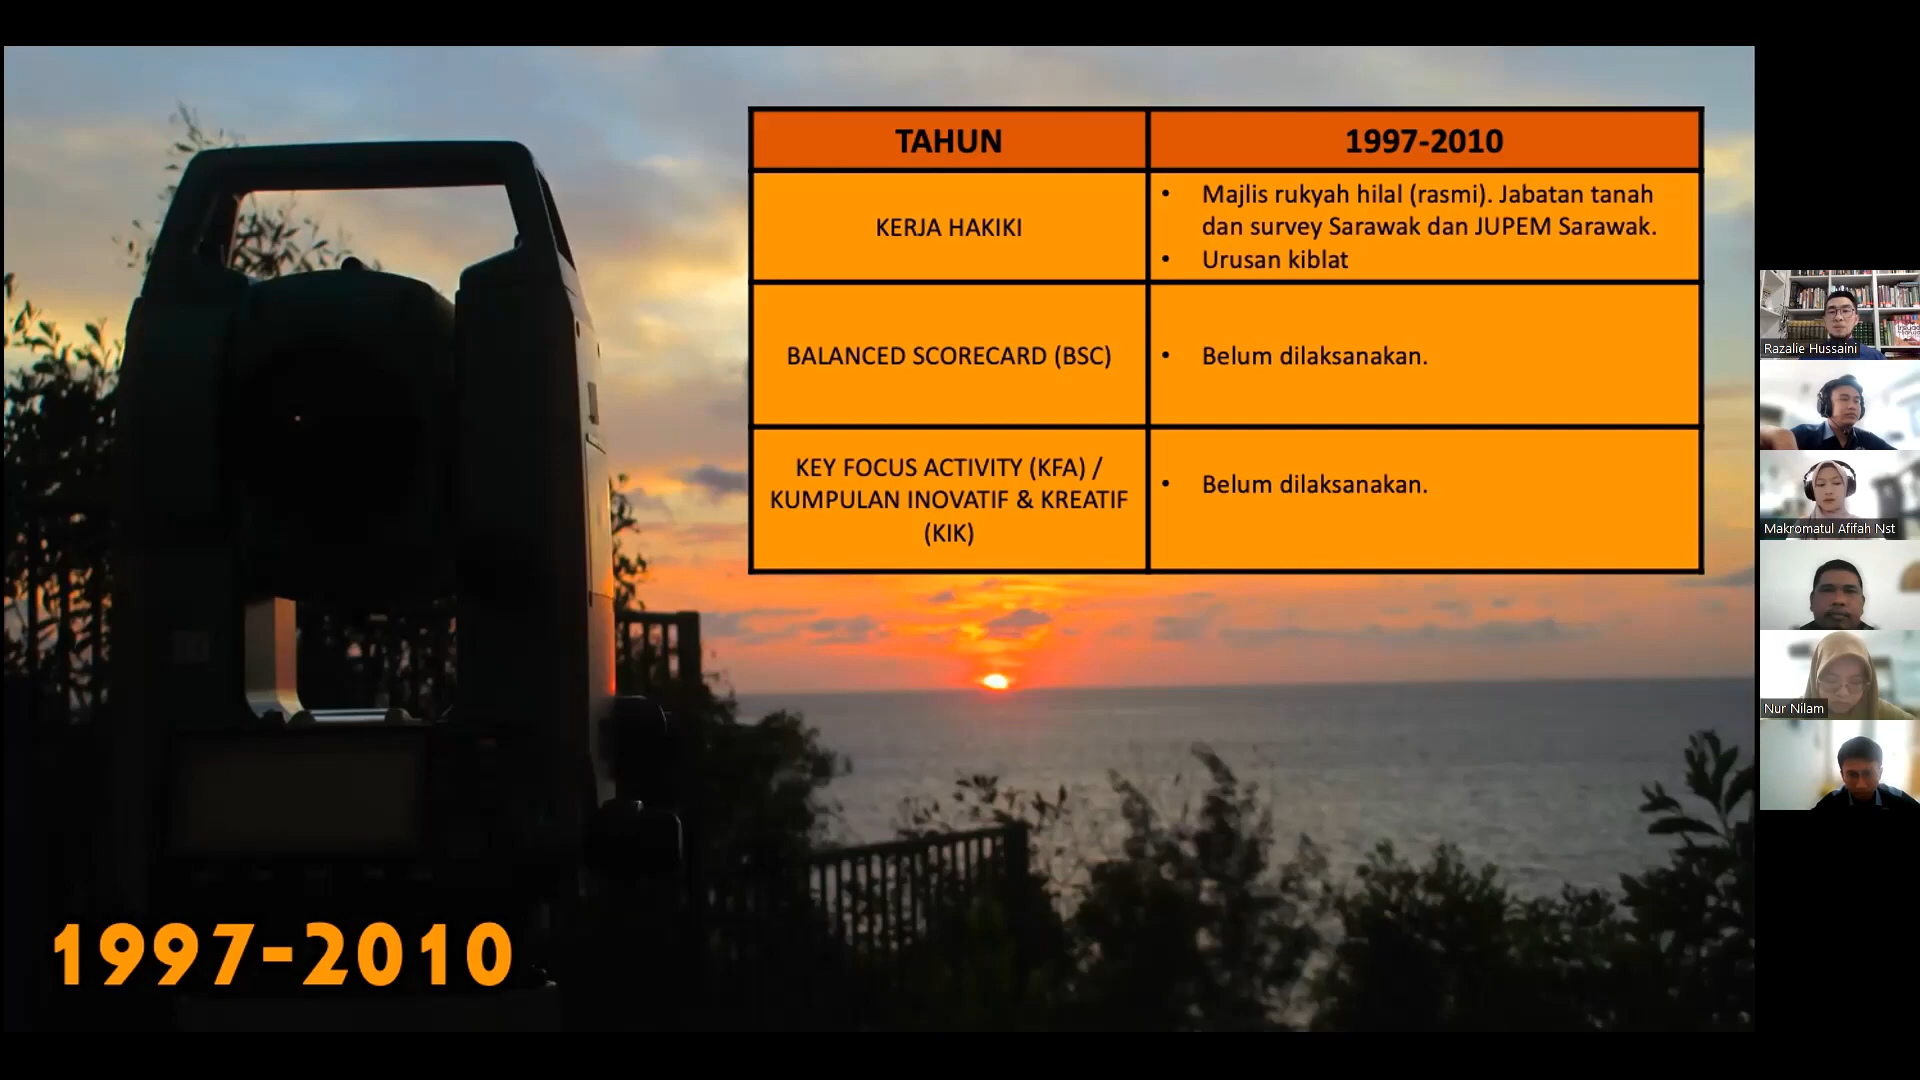 TAHUN
1997-2010
KERJA HAKIKI
• Majlis rukyah hilal (rasmi). Jabatan tanah
dan survey Sarawak dan JUPEM Sarawak.
• Urusan kiblat
BALANCED SCORECARD (BSC)
• Belum dilaksanakan.
KEY FOCUS ACTIVITY (KFA) /
KUMPULAN INOVATIF & KREATIF
(KIK)
• Belum dilaksanakan.
1997-2010
Razalie Hussaini
Makromatul Afifah Nst
Nur Nilam